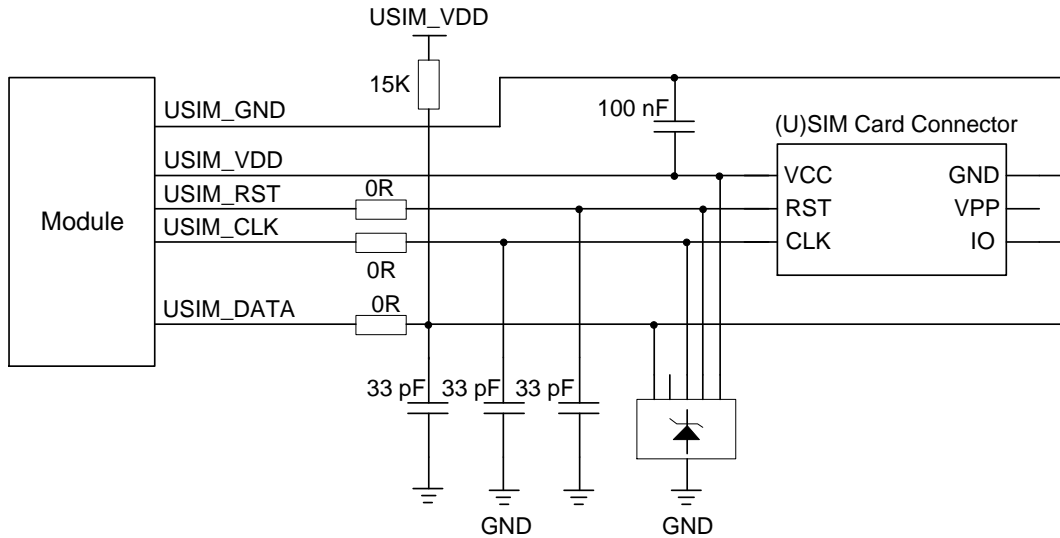 USIM_VDD
15K
100 nF
(U)SIM Card Connector
USIM_GND
USIM_VDD
VCC
GND
USIM_RST
0R
RST
VPP
Module
USIM_CLK
CLK
IO
0R
USIM_DATA
0R
33 pF
33 pF
33 pF
GND
GND